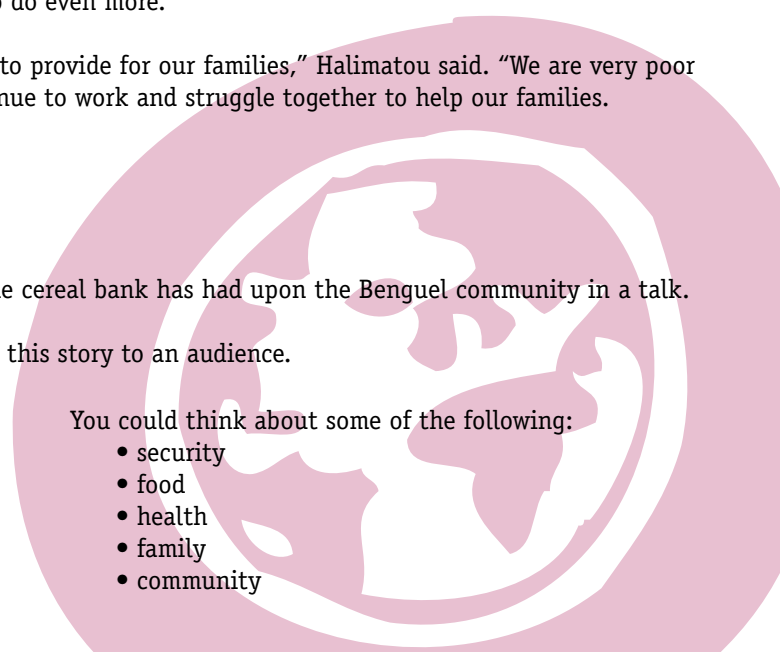 do even more.
to provide for our families,” Halimatou said. “We are very poor
nue to work and struggle together to help our families.
e cereal bank has had upon the Benguel community in a talk.
this story to an audience.
You could think about some of the following:
• security
• food
• health
• family
• community